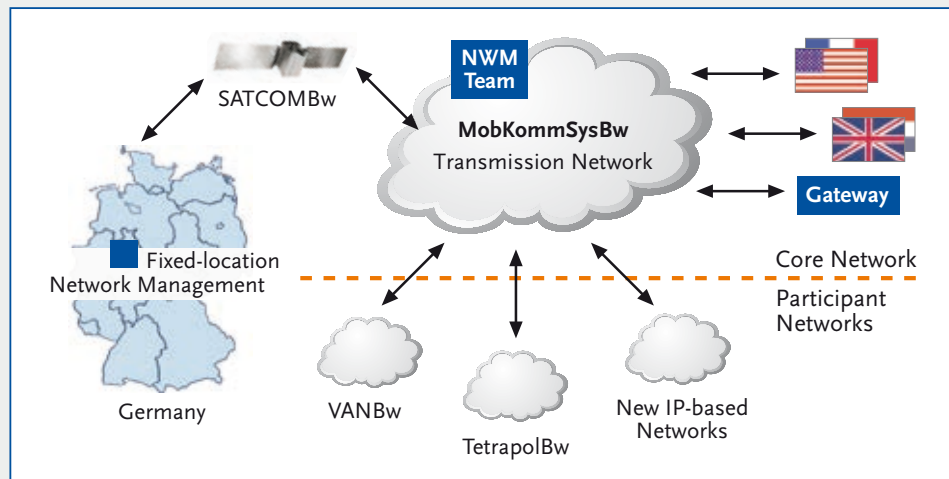 NWM
Team
SATCOMBw
MobKommSysBw
Transmission Network
Gateway
Fixed-location
Network Management
Core Network
Participant
Networks
Germany
VANBw
TetrapolBw
New IP-based
Networks